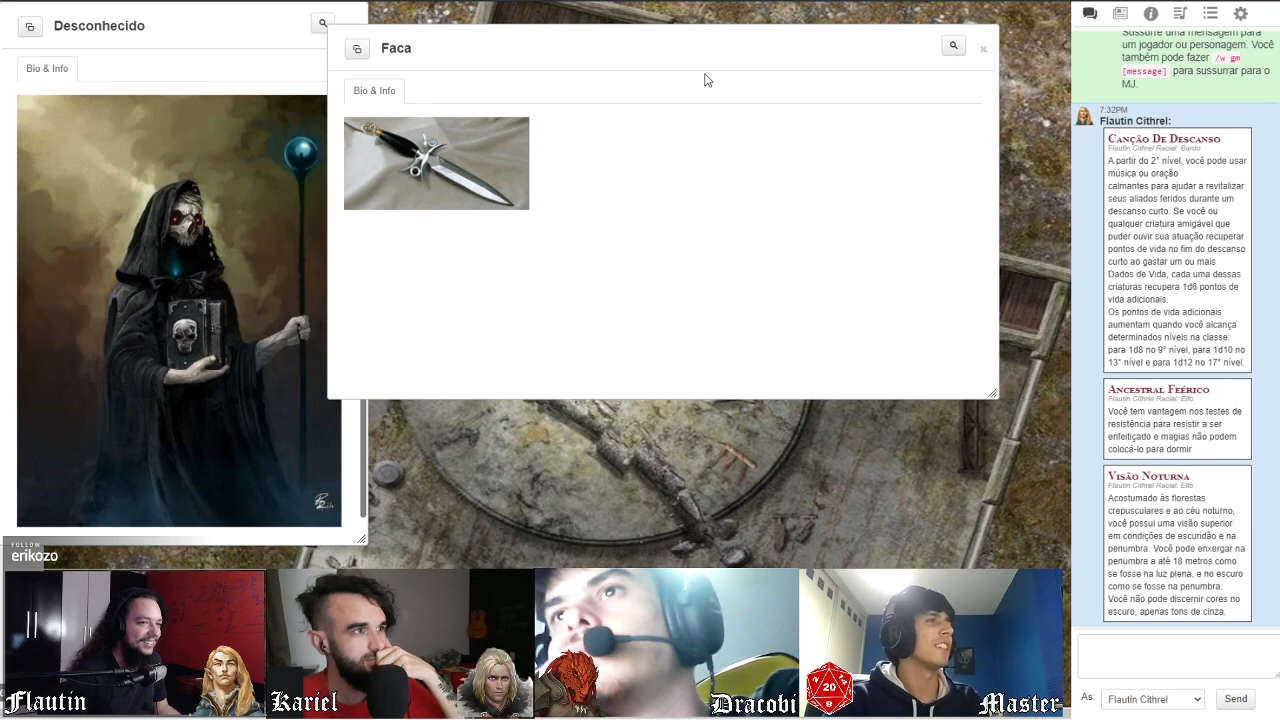 Desconhecido
Bio & Info
FOLLOW
erikozo
Faca
Bio & Info
Sussurre uma mensagem para
um jogador ou personagem. Você
também pode fazer /w gm
[message] para sussurrar para o
MJ.
7:32PM
Flautin Cithrel:
Canção De Descanso
Flautin Cithrel Racial: Bardo
A partir do 2° nível, você pode usar
música ou oração
calmantes para ajudar a revitalizar
seus aliados feridos durante um
descanso curto. Se você ou
qualquer criatura amigável que
puder ouvir sua atuação recuperar
pontos de vida no fim do descanso
curto ao gastar um ou mais
Dados de Vida, cada uma dessas
criaturas recupera 1d6 pontos de
vida adicionais.
Os pontos de vida adicionais
aumentam quando você alcança
determinados níveis na classe:
para 1d8 no 9° nível, para 1d10 no
13° nível e para 1d12 no 17° nível.
Ancestral Feérico
Flautin Cithrel Racial: Elfo
Você tem vantagem nos testes de
resistência para resistir a ser
enfeitiçado e magias não podem
colocá-lo para dormir
Visão Noturna
Flautin Cithrel Racial: Elfo
Acostumado ás florestas
crepusculares e ao céu noturno,
você possui uma visão superior
em condições de escuridão e na
penumbra. Você pode enxergar na
penumbra a até 18 metros como
se fosse na luz plena, e no escuro
como se fosse na penumbra.
Você não pode discernir cores no
escuro, apenas tons de cinza.
As: Flautin Cithrel Send
Flautin
Kariel
Dracobi
20
Master